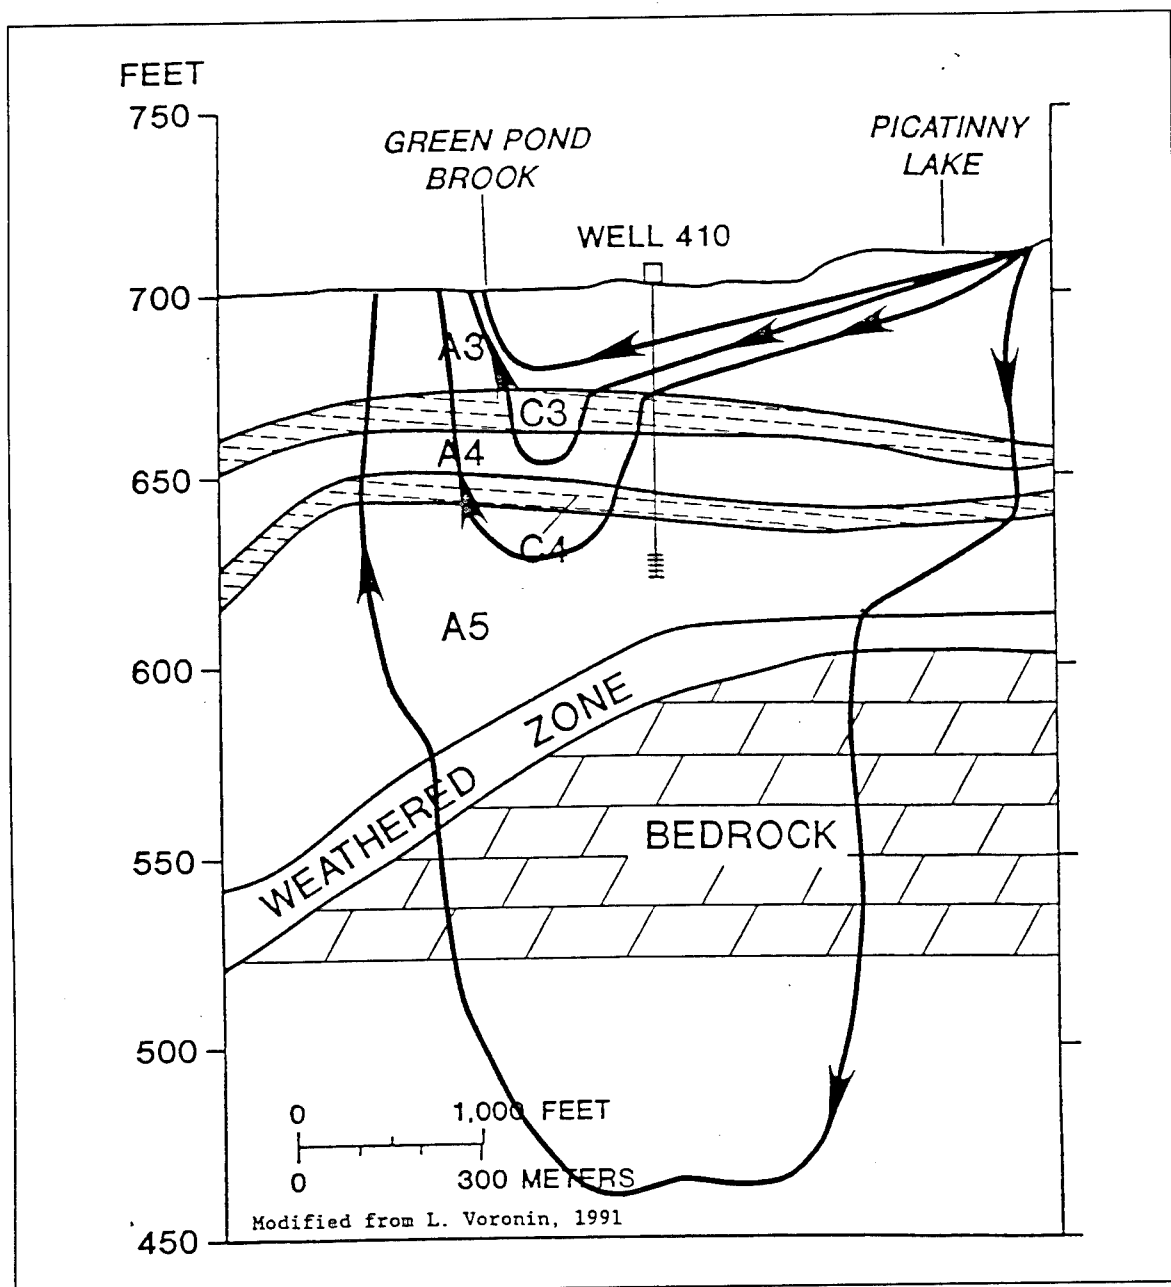 FEET
750
GREEN POND
BROOK
PICATINNY
LAKE
WELL 410
700
A3
C3
A4
650
C4
A5
600
WEATHERED ZONE
BEDROCK
550
500
0 1,000 FEET
0 300 METERS
Modified from L. Voronin, 1991
450